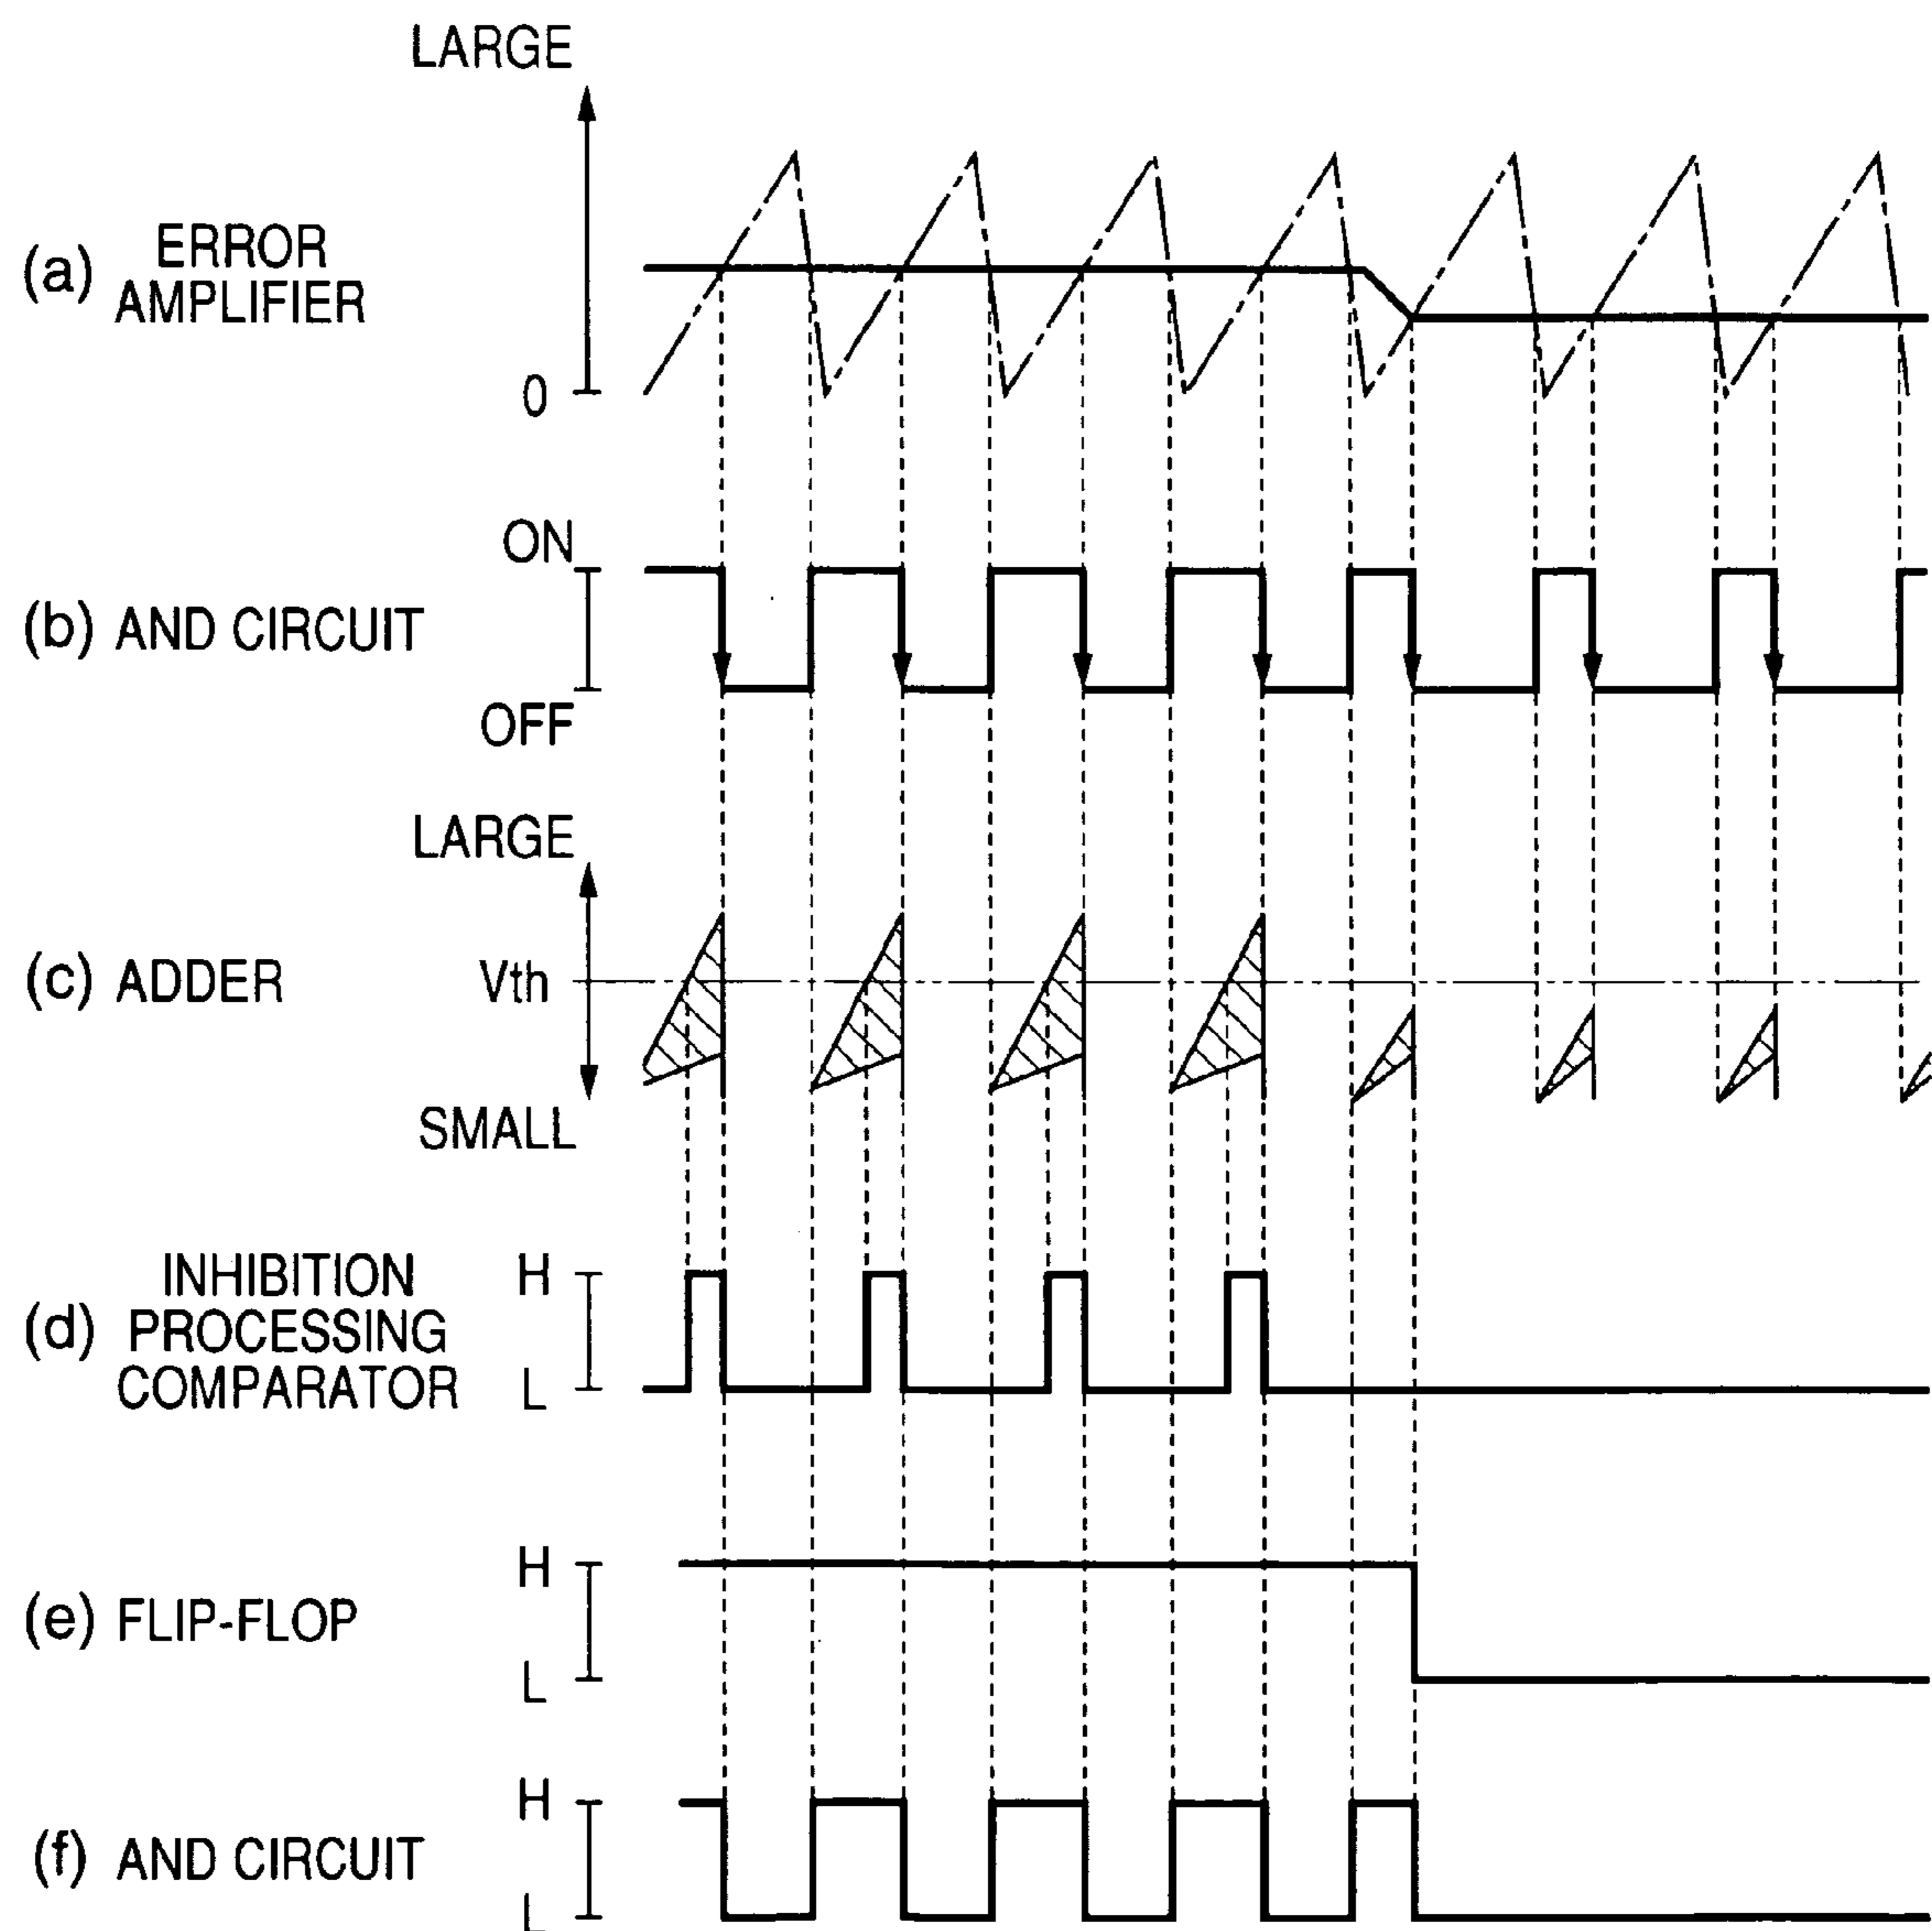 LARGE
(a) ERROR
AMPLIFIER
0
ON
(b) AND CIRCUIT
OFF
LARGE
(c) ADDER Vth
SMALL
INHIBITION H
(d) PROCESSING
COMPARATOR L
H
(e) FLIP-FLOP
L
H
(f) AND CIRCUIT
L